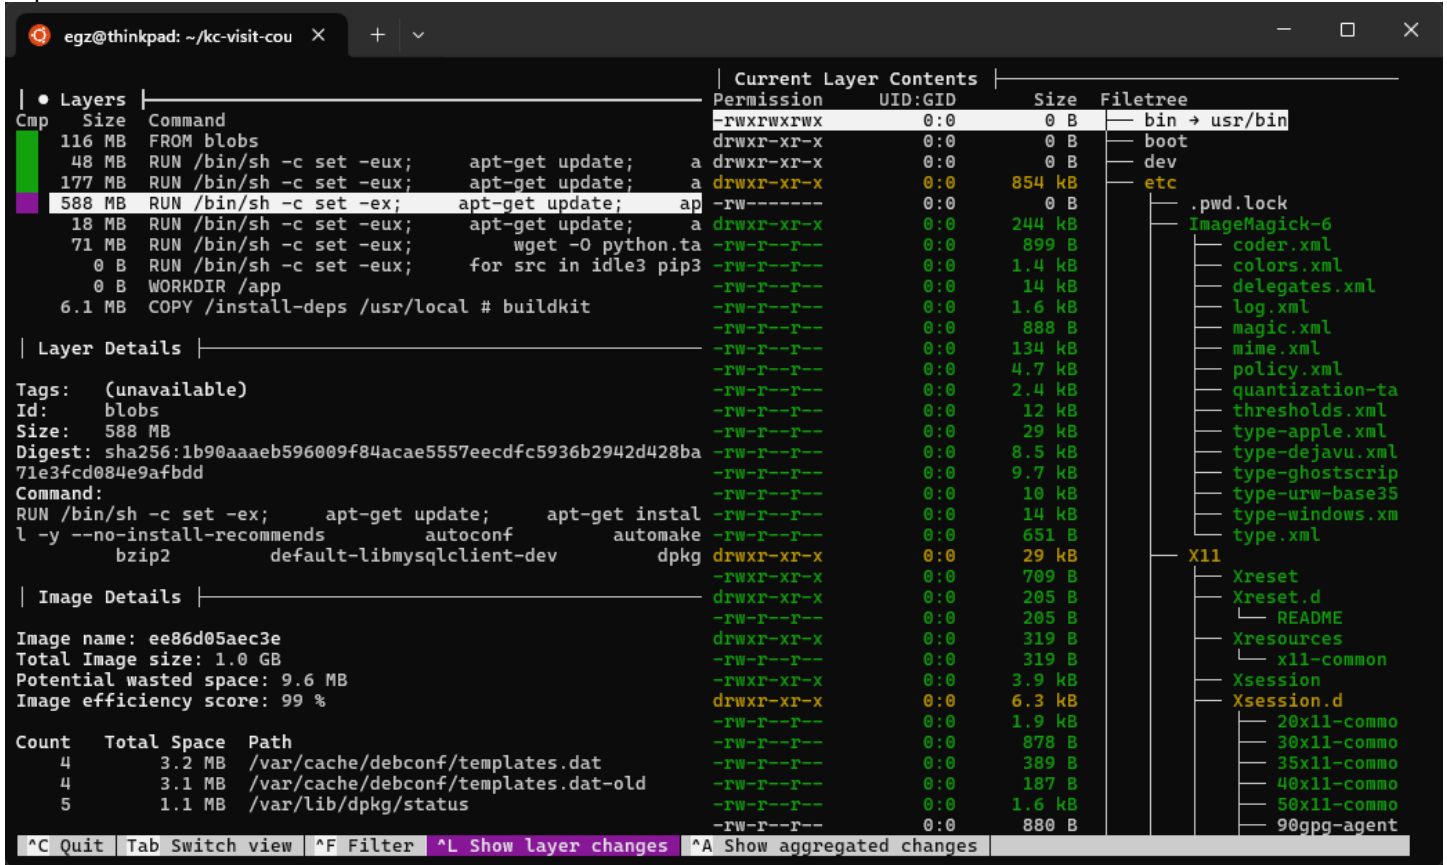 egz@thinkpad: ~/kc-visit-cou
│ ● Layers ├
Cmp Size Command
116 MB FROM blobs
48 MB RUN /bin/sh -c set -eux; apt-get update; a
177 MB RUN /bin/sh -c set -eux; apt-get update; a
588 MB RUN /bin/sh -c set -ex; apt-get update; ap
18 MB RUN /bin/sh -c set -eux; apt-get update; a
71 MB RUN /bin/sh -c set -eux; wget -O python.ta
0 B RUN /bin/sh -c set -eux; for src in idle3 pip3
0 B WORKDIR /app
6.1 MB COPY /install-deps /usr/local # buildkit
│ Layer Details ├
Tags: (unavailable)
Id: blobs
Size: 588 MB
Digest: sha256:1b90aaaeb596009f84acae5557eecdfc5936b2942d428ba
71e3fcd084e9afbdd
Command:
RUN /bin/sh -c set -ex; apt-get update; apt-get instal
l -y --no-install-recommends autoconf automake
bzip2 default-libmysqlclient-dev dpkg
│ Image Details ├
Image name: ee86d05aec3e
Total Image size: 1.0 GB
Potential wasted space: 9.6 MB
Image efficiency score: 99 %
Count Total Space Path
4 3.2 MB /var/cache/debconf/templates.dat
4 3.1 MB /var/cache/debconf/templates.dat-old
5 1.1 MB /var/lib/dpkg/status
│ Current Layer Contents ├
Permission UID:GID Size Filetree
-rwxrwxrwx 0:0 0 B ├── bin → usr/bin
drwxr-xr-x 0:0 0 B ├── boot
drwxr-xr-x 0:0 0 B ├── dev
drwxr-xr-x 0:0 854 kB ├── etc
-rw------- 0:0 0 B │ ├── .pwd.lock
drwxr-xr-x 0:0 244 kB │ ├── ImageMagick-6
-rw-r--r-- 0:0 899 B │ │ ├── coder.xml
-rw-r--r-- 0:0 1.4 kB │ │ ├── colors.xml
-rw-r--r-- 0:0 14 kB │ │ ├── delegates.xml
-rw-r--r-- 0:0 1.6 kB │ │ ├── log.xml
-rw-r--r-- 0:0 888 B │ │ ├── magic.xml
-rw-r--r-- 0:0 134 kB │ │ ├── mime.xml
-rw-r--r-- 0:0 4.7 kB │ │ ├── policy.xml
-rw-r--r-- 0:0 2.4 kB │ │ ├── quantization-ta
-rw-r--r-- 0:0 12 kB │ │ ├── thresholds.xml
-rw-r--r-- 0:0 29 kB │ │ ├── type-apple.xml
-rw-r--r-- 0:0 8.5 kB │ │ ├── type-dejavu.xml
-rw-r--r-- 0:0 9.7 kB │ │ ├── type-ghostscrip
-rw-r--r-- 0:0 10 kB │ │ ├── type-urw-base35
-rw-r--r-- 0:0 14 kB │ │ ├── type-windows.xm
-rw-r--r-- 0:0 651 B │ │ └── type.xml
drwxr-xr-x 0:0 29 kB │ ├── X11
-rwxr-xr-x 0:0 709 B │ │ ├── Xreset
drwxr-xr-x 0:0 205 B │ │ ├── Xreset.d
-rw-r--r-- 0:0 205 B │ │ │ └── README
drwxr-xr-x 0:0 319 B │ │ ├── Xresources
-rw-r--r-- 0:0 319 B │ │ │ └── x11-common
-rwxr-xr-x 0:0 3.9 kB │ │ ├── Xsession
drwxr-xr-x 0:0 6.3 kB │ │ ├── Xsession.d
-rw-r--r-- 0:0 1.9 kB │ │ │ ├── 20x11-commo
-rw-r--r-- 0:0 878 B │ │ │ ├── 30x11-commo
-rw-r--r-- 0:0 389 B │ │ │ ├── 35x11-commo
-rw-r--r-- 0:0 187 B │ │ │ ├── 40x11-commo
-rw-r--r-- 0:0 1.6 kB │ │ │ ├── 50x11-commo
-rw-r--r-- 0:0 880 B │ │ │ ├── 90gpg-agent
^C Quit │ Tab Switch view │ ^F Filter │ ^L Show layer changes │ ^A Show aggregated changes │